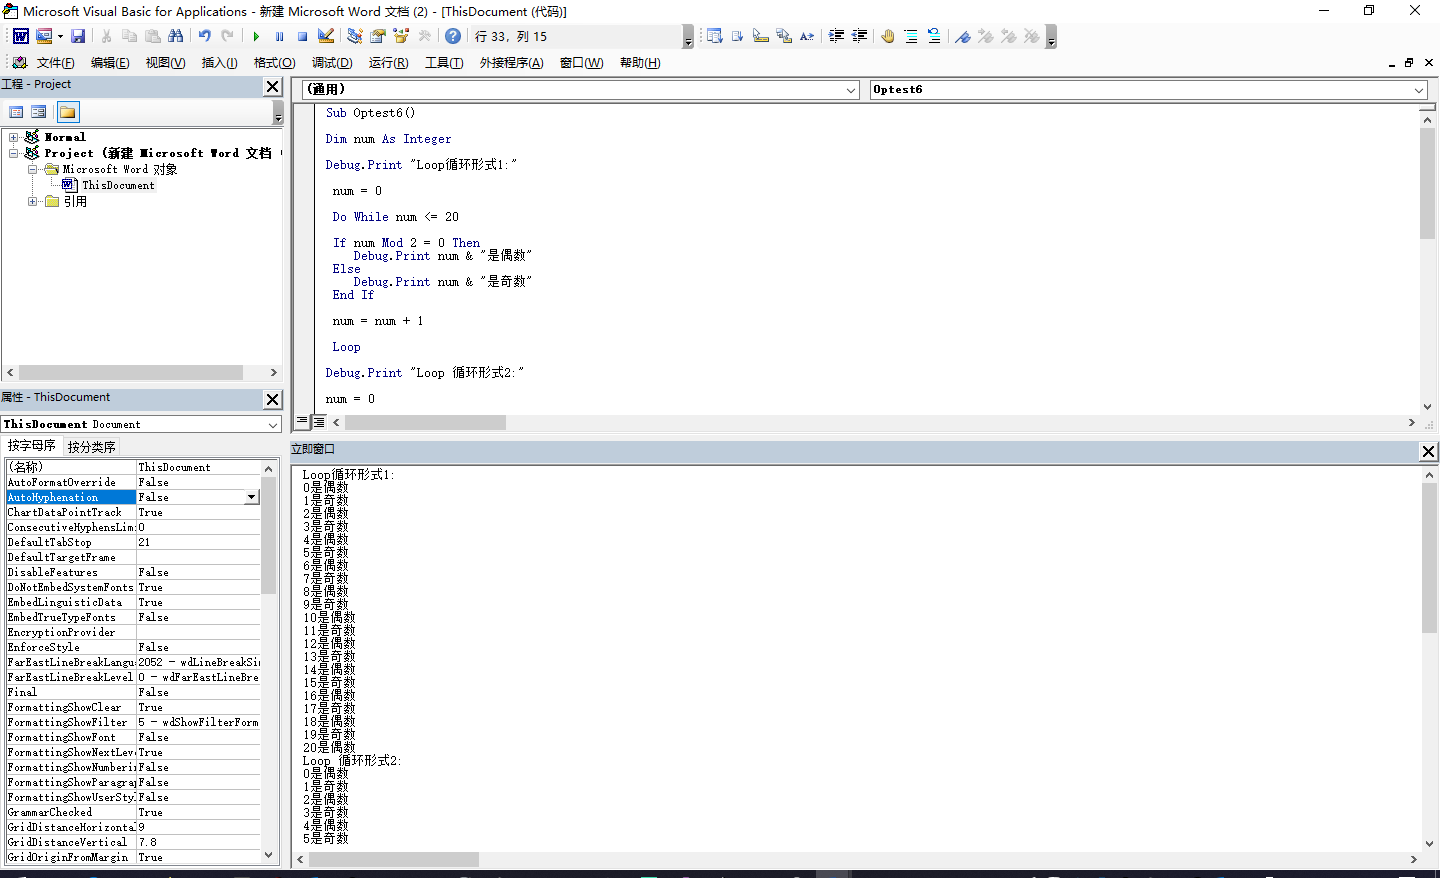 Microsoft Visual Basic for Applications - 新建 Microsoft Word 文档 (2) - [ThisDocument (代码)]
行 33, 列 15
文件(F) 编辑(E) 视图(V) 插入(I) 格式(O) 调试(D) 运行(R) 工具(T) 外接程序(A) 窗口(W) 帮助(H)
工程 - Project
Normal
Project (新建 Microsoft Word 文档
Microsoft Word 对象
ThisDocument
引用
属性 - ThisDocument
ThisDocument Document
按字母序 按分类序
(名称) ThisDocument
AutoFormatOverride False
AutoHyphenation False
ChartDataPointTrack True
ConsecutiveHyphensLim 0
DefaultTabStop 21
DefaultTargetFrame
DisableFeatures False
DoNotEmbedSystemFonts True
EmbedLinguisticData True
EmbedTrueTypeFonts False
EncryptionProvider
EnforceStyle False
FarEastLineBreakLangu 2052 - wdLineBreakSi
FarEastLineBreakLevel 0 - wdFarEastLineBre
Final False
FormattingShowClear True
FormattingShowFilter 5 - wdShowFilterForm
FormattingShowFont False
FormattingShowNextLev True
FormattingShowNumberi False
FormattingShowParagra False
FormattingShowUserSty False
GrammarChecked True
GridDistanceHorizonta 9
GridDistanceVertical 7.8
GridOriginFromMargin True
(通用) Optest6
Sub Optest6()
Dim num As Integer
Debug.Print "Loop循环形式1:"
num = 0
Do While num <= 20
If num Mod 2 = 0 Then
Debug.Print num & "是偶数"
Else
Debug.Print num & "是奇数"
End If
num = num + 1
Loop
Debug.Print "Loop 循环形式2:"
num = 0
立即窗口
Loop循环形式1:
0是偶数
1是奇数
2是偶数
3是奇数
4是偶数
5是奇数
6是偶数
7是奇数
8是偶数
9是奇数
10是偶数
11是奇数
12是偶数
13是奇数
14是偶数
15是奇数
16是偶数
17是奇数
18是偶数
19是奇数
20是偶数
Loop 循环形式2:
0是偶数
1是奇数
2是偶数
3是奇数
4是偶数
5是奇数